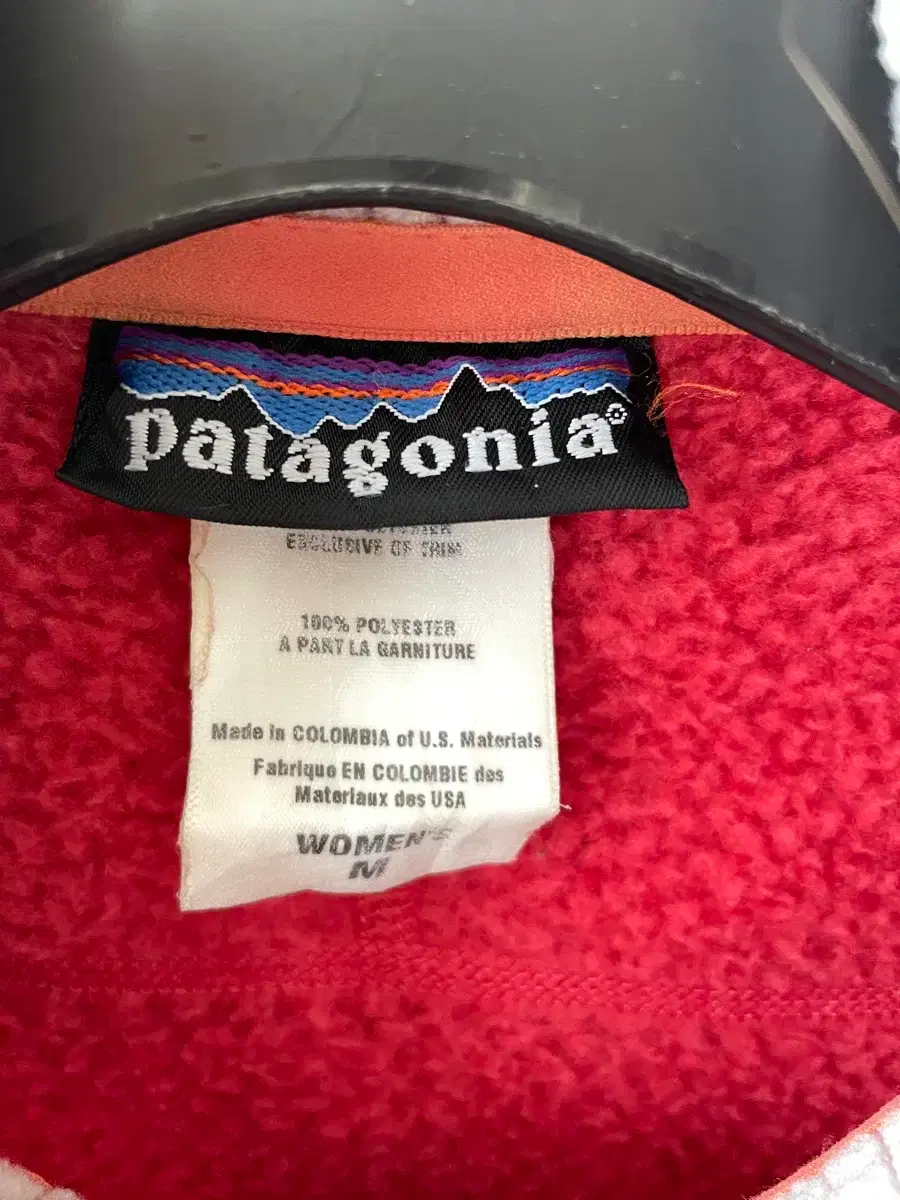 patagonia®
EXCLUSIVE OF TRIM
100% POLYESTER
A PART LA GARNITURE
Made in COLOMBIA of U.S. Materials
Fabrique EN COLOMBIE des
Materiaux des USA
WOMEN'S
M